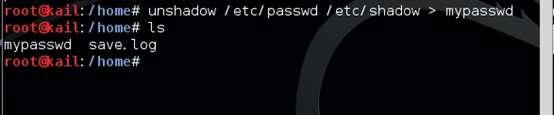 root@kail:/home# unshadow /etc/passwd /etc/shadow > mypasswd
root@kail:/home# ls
mypasswd  save.log
root@kail:/home#